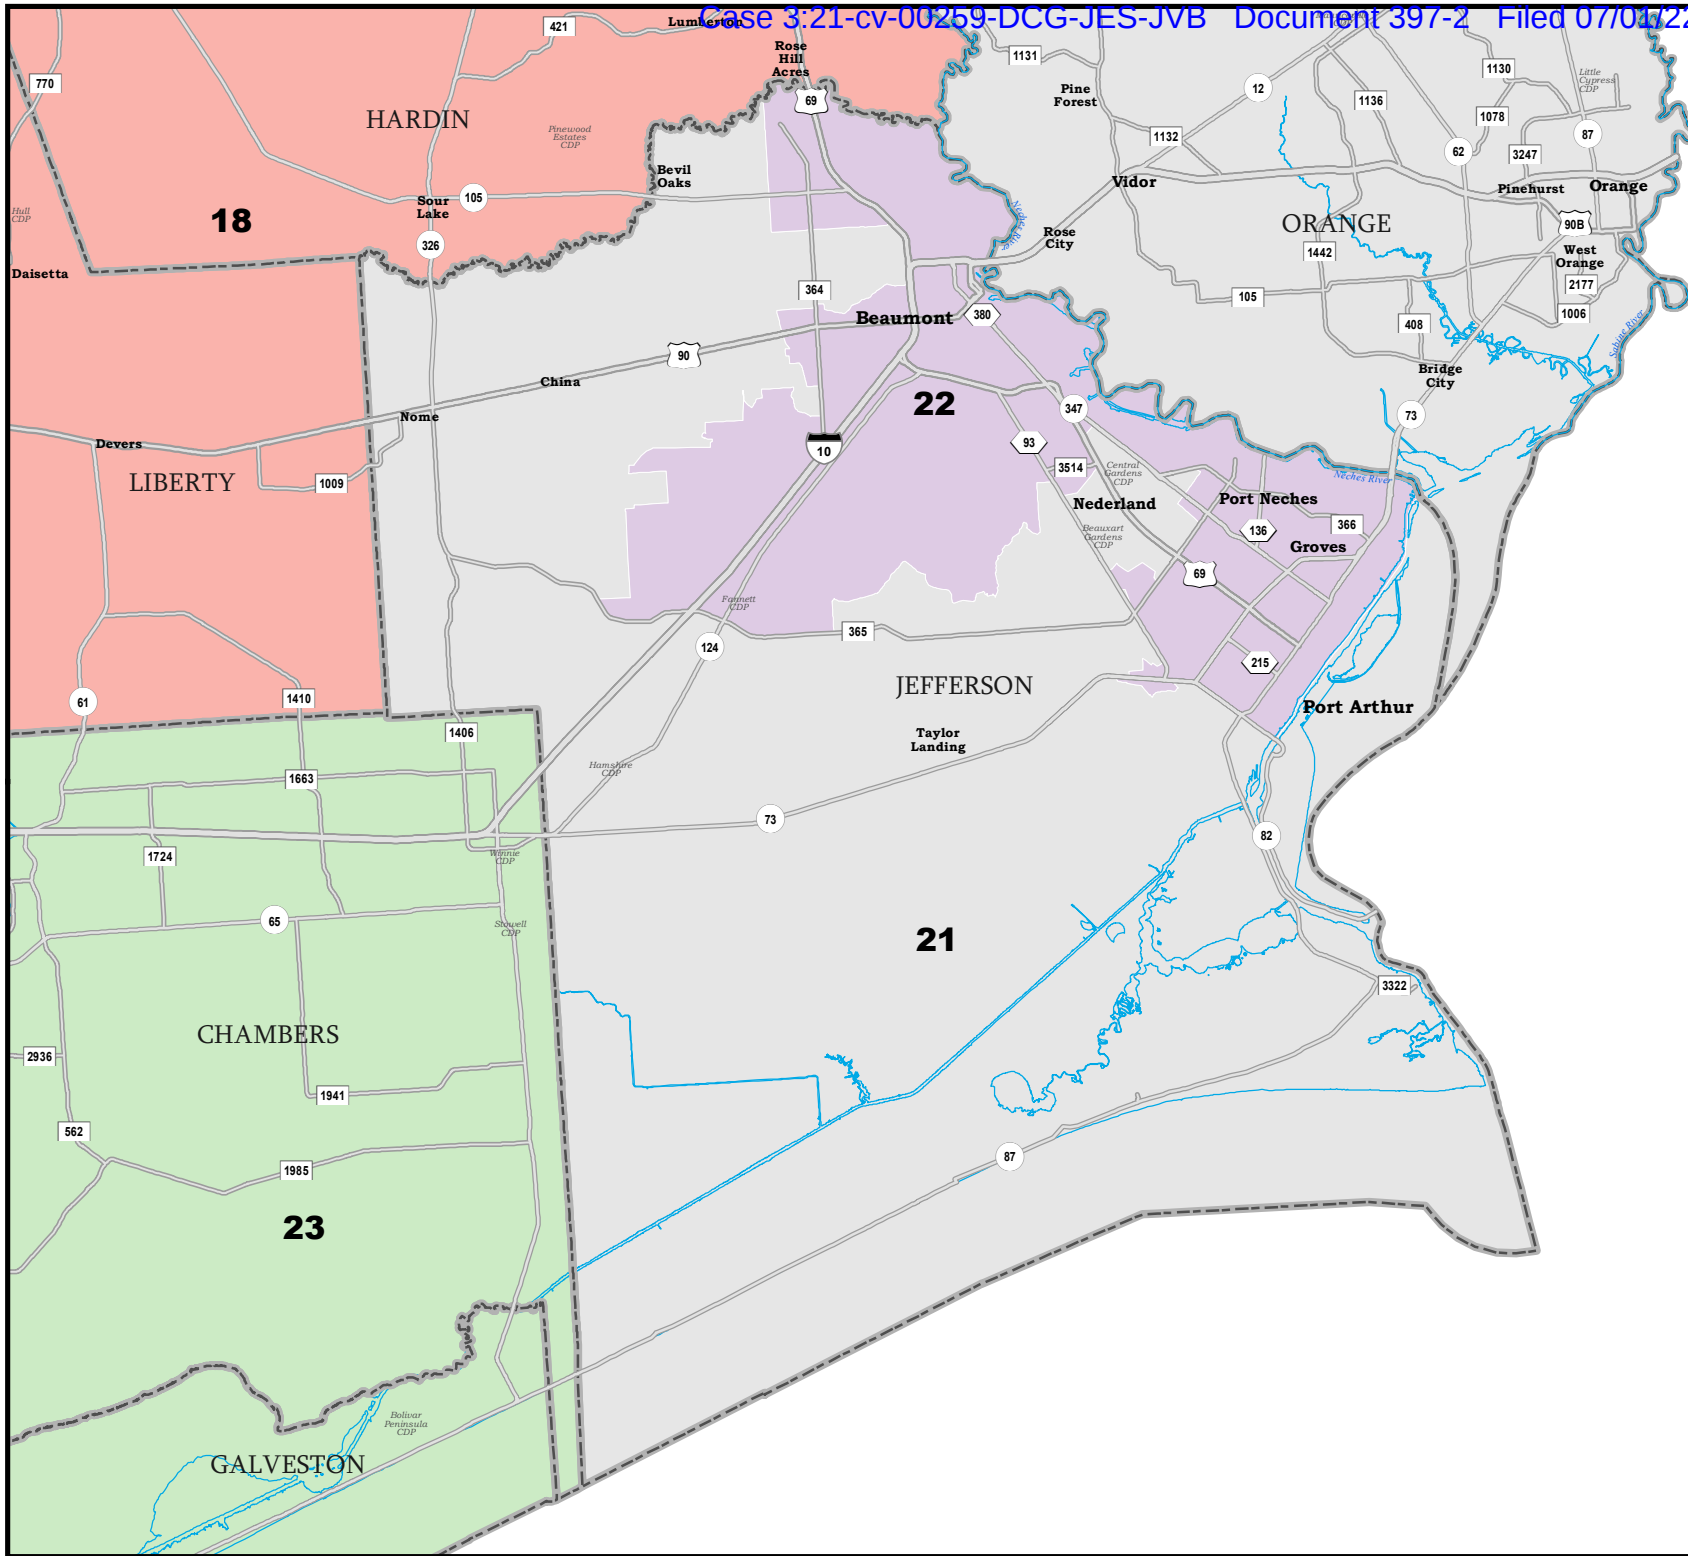 Case 3:21-cv-00259-DCG-JES-JVB Document 397-2 Filed 07/01/22
Lumberton
421
Rose
Hill
Acres
770
1131
69
12
1130
Little
Cypress
CDP
Pine
Forest
1136
1078
HARDIN
Pinewood
Estates
CDP
1132
87
62
3247
Bevil
Oaks
Vidor
Pinehurst
Orange
105
Sour
Lake
Hull
CDP
18
326
Neches River
Rose
City
ORANGE
90B
1442
West
Orange
Daisetta
364
105
2177
1006
Beaumont
380
408
Sabine River
90
Bridge
City
China
22
347
73
Nome
Devers
10
93
3514
Central
Gardens
CDP
LIBERTY
1009
Neches River
Nederland
Port Neches
Beauxart
Gardens
CDP
136
366
Groves
69
Fannett
CDP
365
124
215
JEFFERSON
61
1410
Port Arthur
1406
Taylor
Landing
Hamshire
CDP
1663
73
82
1724
Winnie
CDP
65
Stowell
CDP
21
3322
CHAMBERS
2936
1941
562
87
1985
23
Bolivar
Peninsula
CDP
GALVESTON